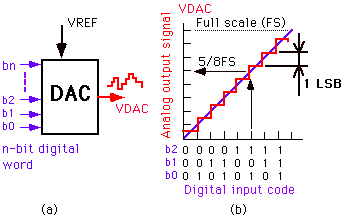 VREF
bn
b2
b1
b0
DAC
VDAC
n-bit digital
word
(a)
VDAC
Analog output signal
Full scale (FS)
5/8FS
1 LSB
b2 0 0 0 0 1 1 1 1
b1 0 0 1 1 0 0 1 1
b0 0 1 0 1 0 1 0 1
Digital input code
(b)